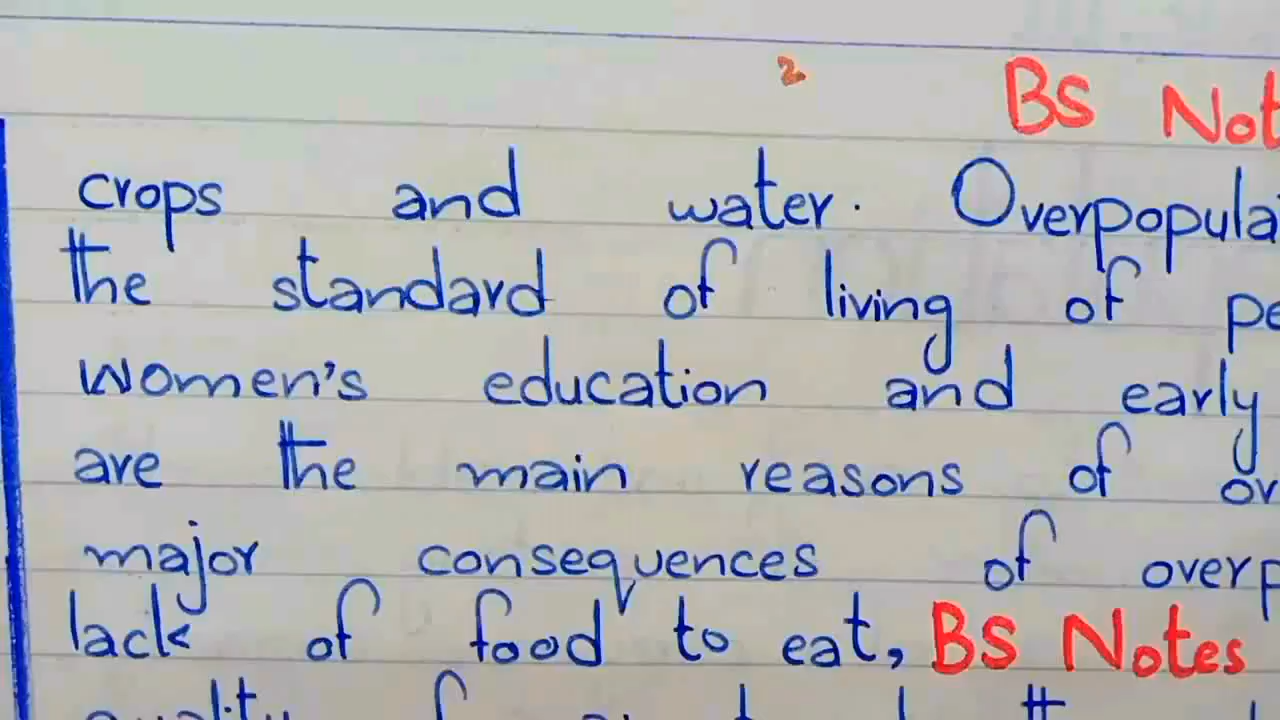 2
BS Not
crops and water. Overpopula
the standard of living of pe
women's education and early
are the main reasons of ov
major consequences of overp
lack of food to eat, BS Notes